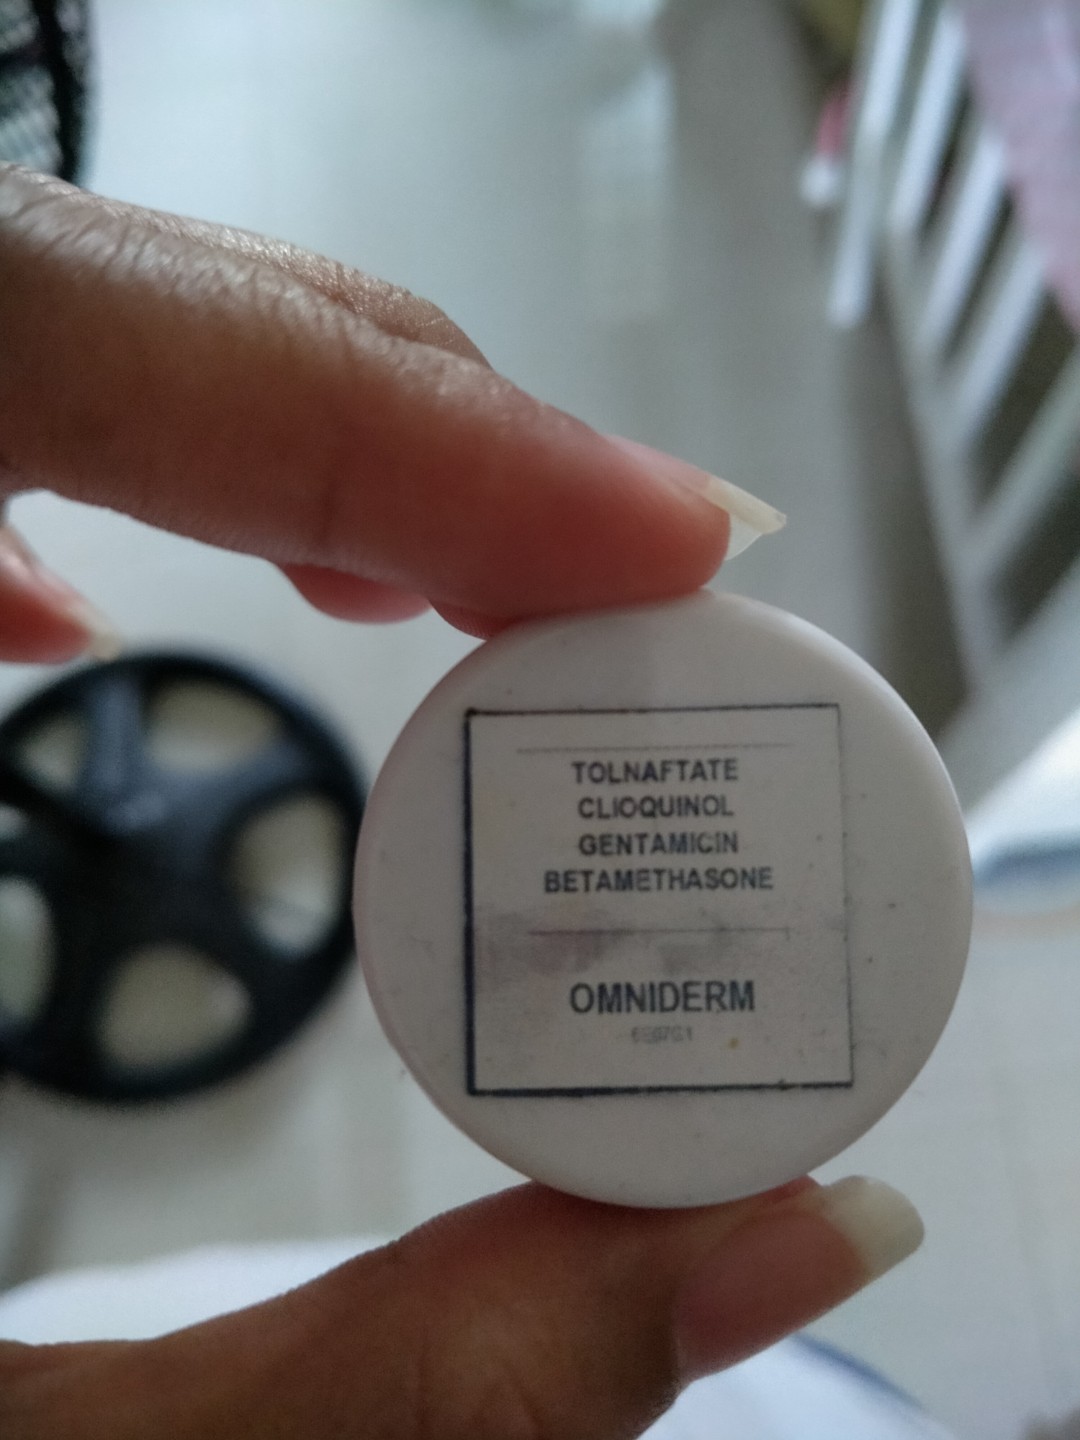 TOLNAFTATE
CLIOQUINOL
GENTAMICIN
BETAMETHASONE
OMNIDERM